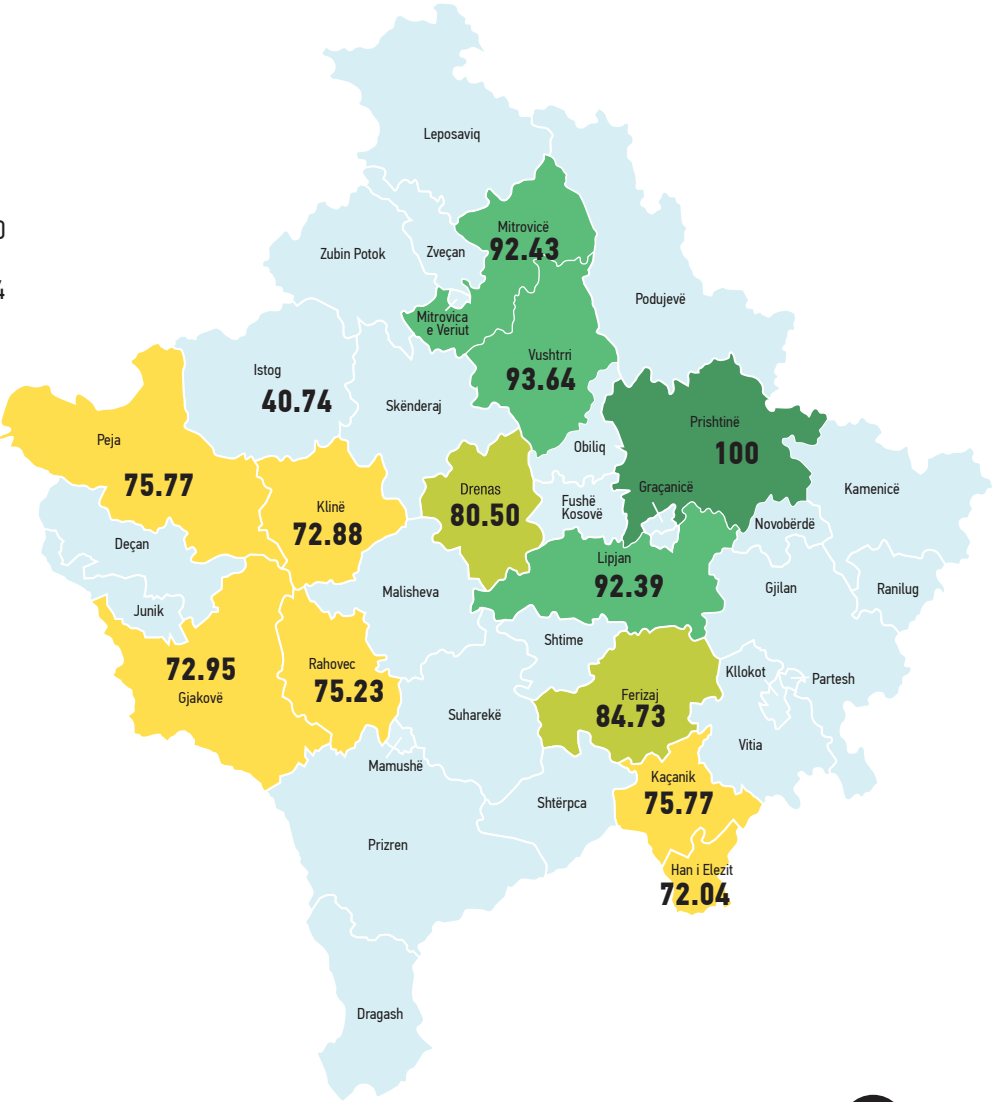 Leposaviq
Mitrovicë
92.43
Zubin Potok
Zveçan
Podujevë
Mitrovica
e Veriut
Vushtrri
93.64
Istog
40.74
Skënderaj
Prishtinë
100
Peja
75.77
Obiliq
Graçanicë
Kamenicë
Drenas
80.50
Klinë
72.88
Fushë
Kosovë
Novobërdë
Deçan
Lipjan
92.39
Malisheva
Gjilan
Ranilug
Junik
Shtime
72.95
Gjakovë
Rahovec
75.23
Kllokot
Partesh
Ferizaj
84.73
Suharekë
Vitia
Mamushë
Kaçanik
75.77
Shtërpca
Prizren
Han i Elezit
72.04
Dragash